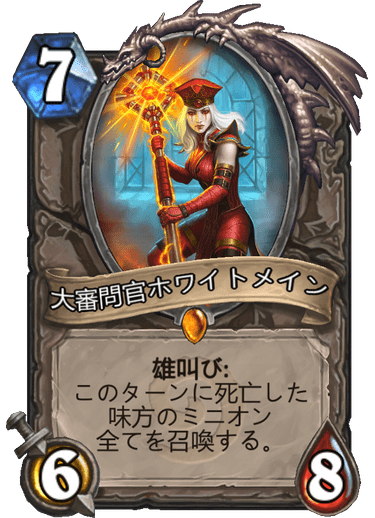 7
大審問官ホワイトメイン
雄叫び:
このターンに死亡した
味方のミニオン
全てを召喚する。
6
8